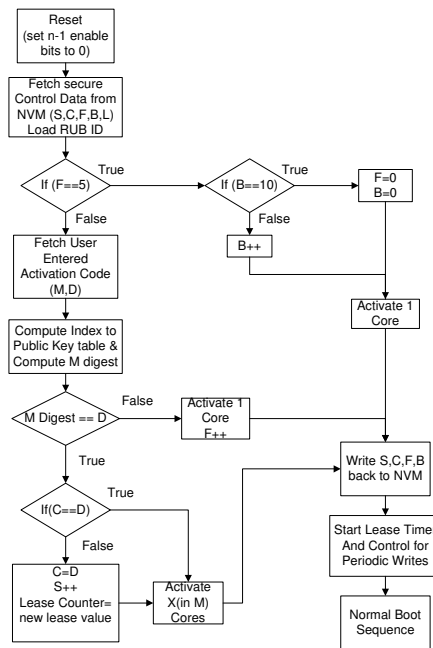 Reset
(set n-1 enable
bits to 0)
Fetch secure
Control Data from
NVM (S,C,F,B,L)
Load RUB ID
If (F==5)
True
False
If (B==10)
True
False
F=0
B=0
B++
Fetch User
Entered
Activation Code
(M,D)
Activate 1
Core
Compute Index to
Public Key table &
Compute M digest
M Digest == D
False
True
Activate 1
Core
F++
Write S,C,F,B
back to NVM
If(C==D)
True
False
Start Lease Time
And Control for
Periodic Writes
C=D
S++
Lease Counter=
new lease value
Activate
X(in M)
Cores
Normal Boot
Sequence